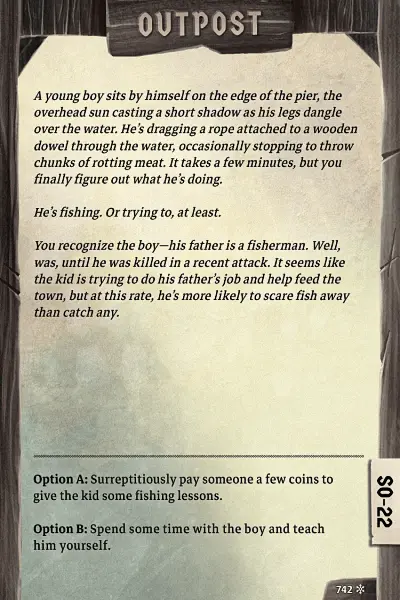 OUTPOST
A young boy sits by himself on the edge of the pier, the
overhead sun casting a short shadow as his legs dangle
over the water. He's dragging a rope attached to a wooden
dowel through the water, occasionally stopping to throw
chunks of rotting meat. It takes a few minutes, but you
finally figure out what he's doing.
He's fishing. Or trying to, at least.
You recognize the boy—his father is a fisherman. Well,
was, until he was killed in a recent attack. It seems like
the kid is trying to do his father's job and help feed the
town, but at this rate, he's more likely to scare fish away
than catch any.
Option A: Surreptitiously pay someone a few coins to
give the kid some fishing lessons.
Option B: Spend some time with the boy and teach
him yourself.
SO-22
742